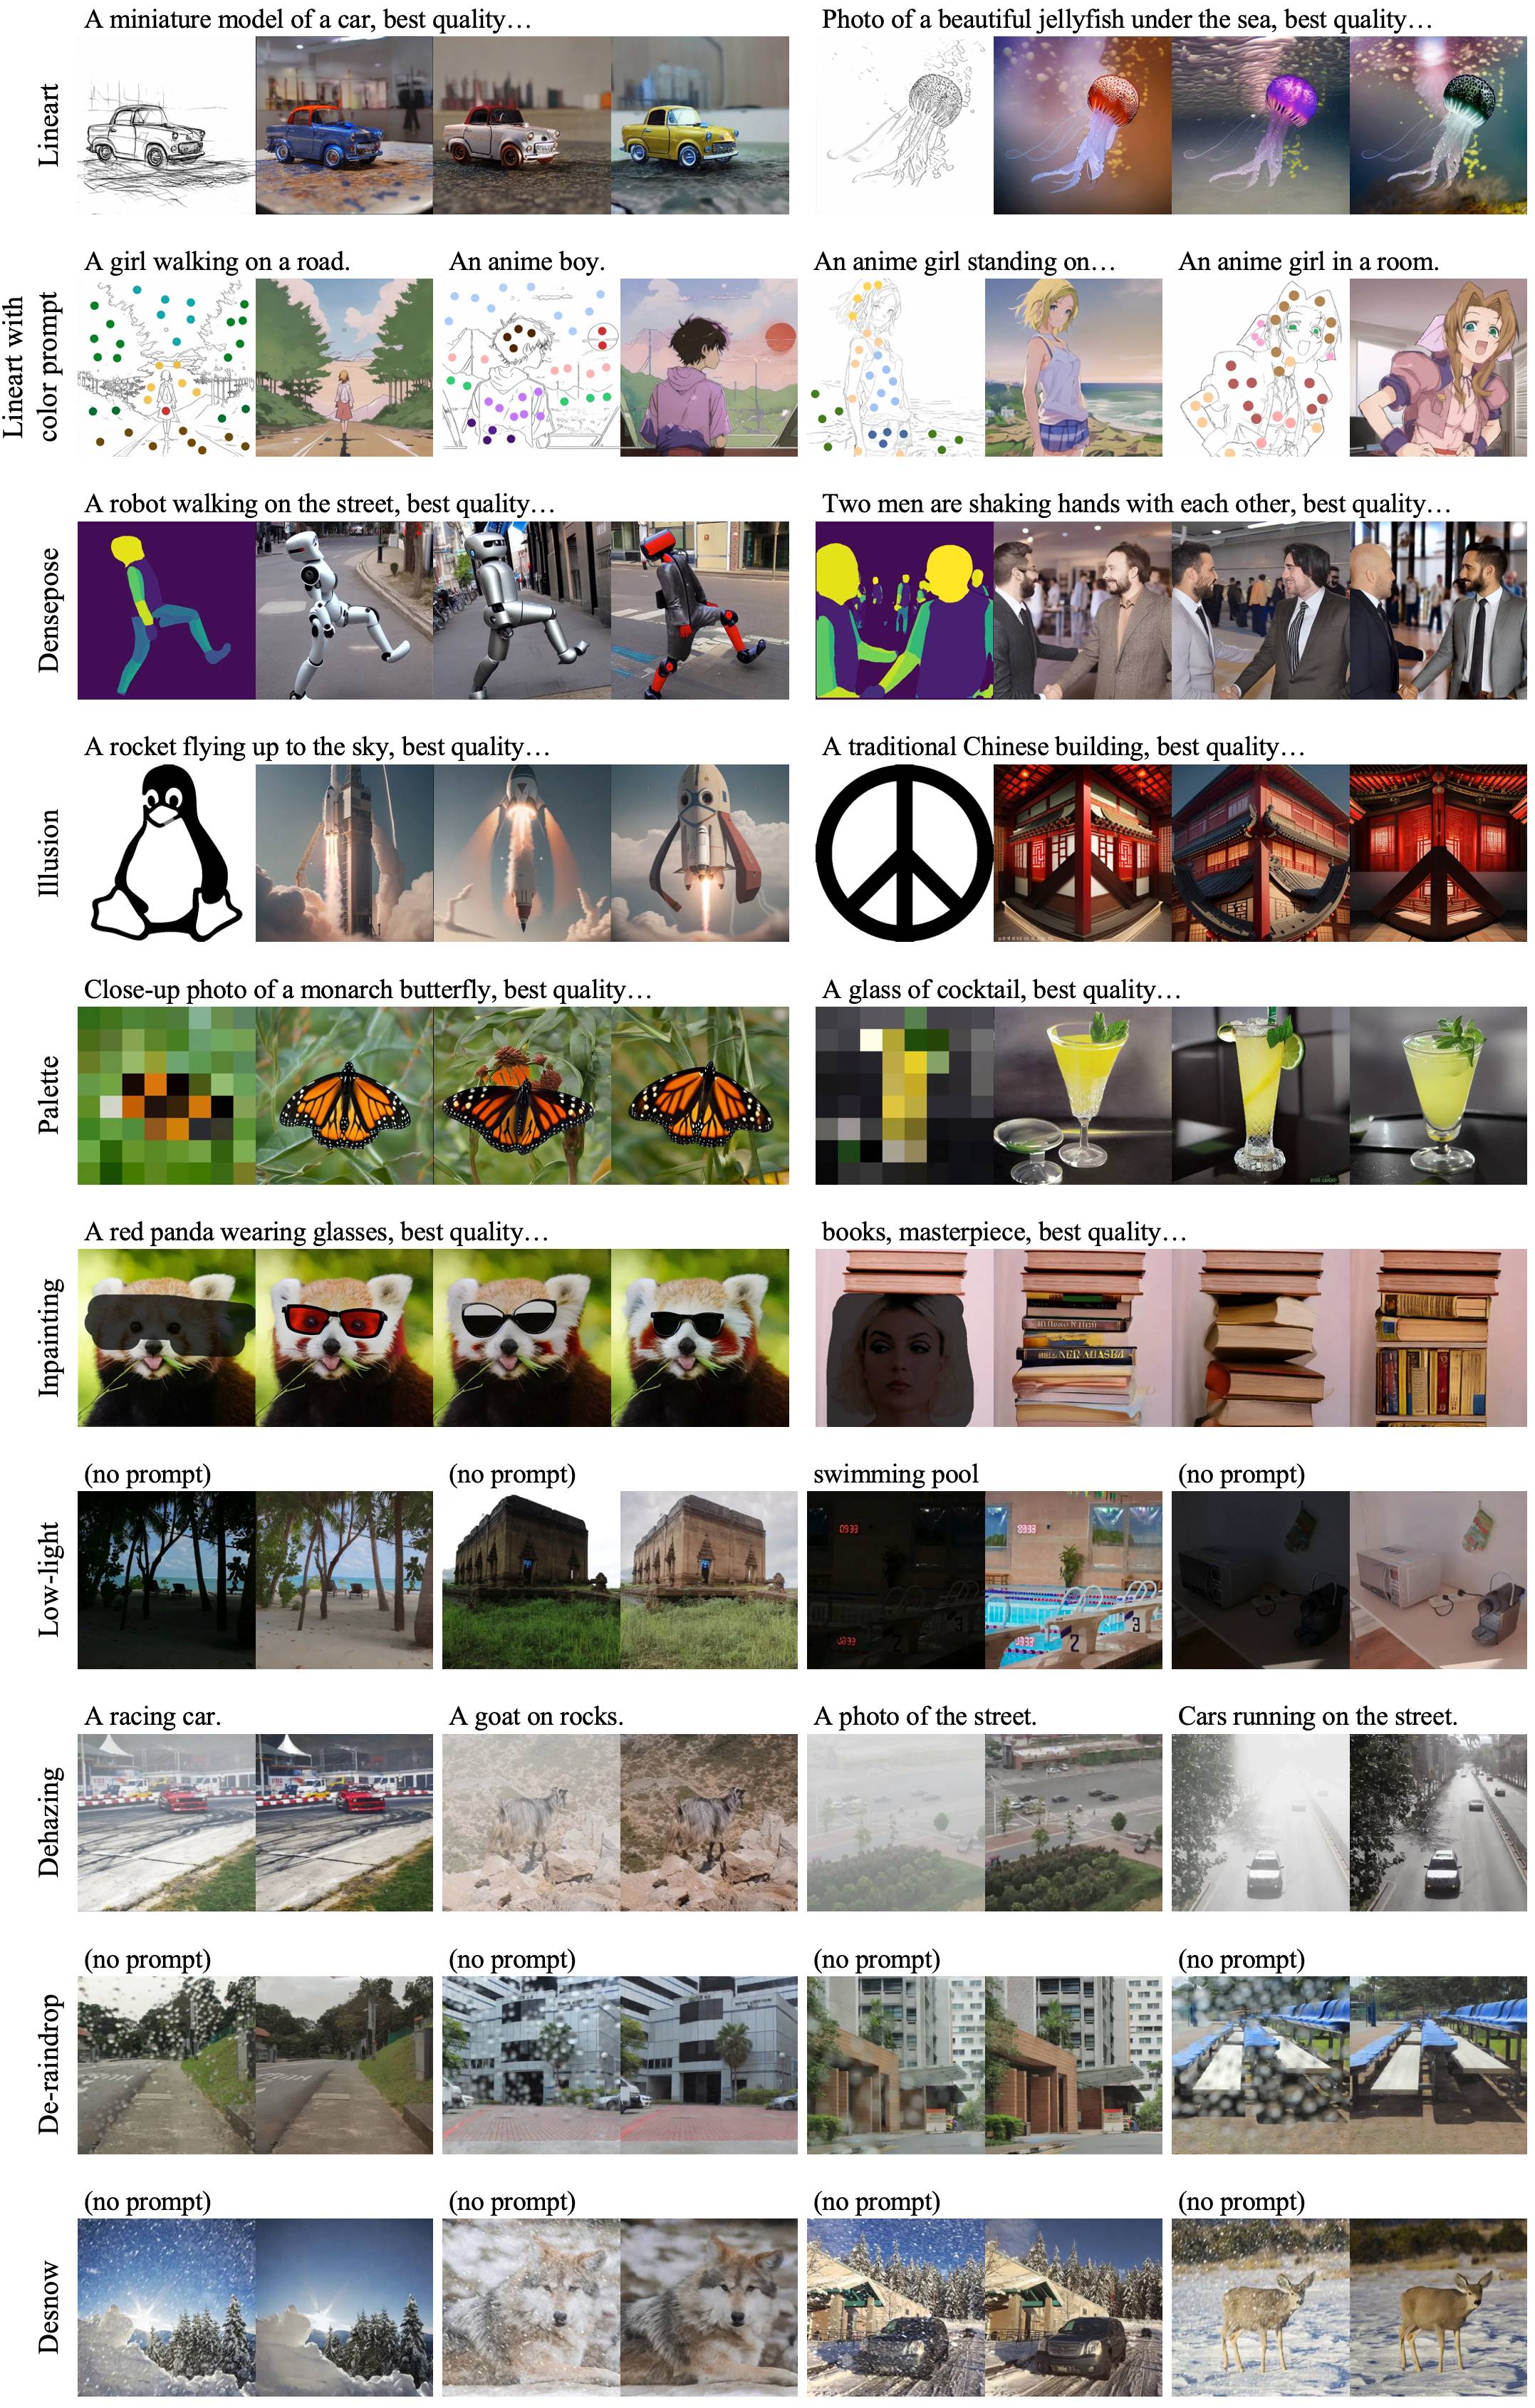 A miniature model of a car, best quality…
Photo of a beautiful jellyfish under the sea, best quality…
Lineart
A girl walking on a road.
An anime boy.
An anime girl standing on…
An anime girl in a room.
Lineart with
color prompt
A robot walking on the street, best quality…
Two men are shaking hands with each other, best quality…
Densepose
A rocket flying up to the sky, best quality…
A traditional Chinese building, best quality…
Illusion
Close-up photo of a monarch butterfly, best quality…
A glass of cocktail, best quality…
Palette
A red panda wearing glasses, best quality…
books, masterpiece, best quality…
Inpainting
(no prompt)
(no prompt)
swimming pool
(no prompt)
Low-light
2
3
A racing car.
A goat on rocks.
A photo of the street.
Cars running on the street.
Dehazing
(no prompt)
(no prompt)
(no prompt)
(no prompt)
De-raindrop
(no prompt)
(no prompt)
(no prompt)
(no prompt)
Desnow